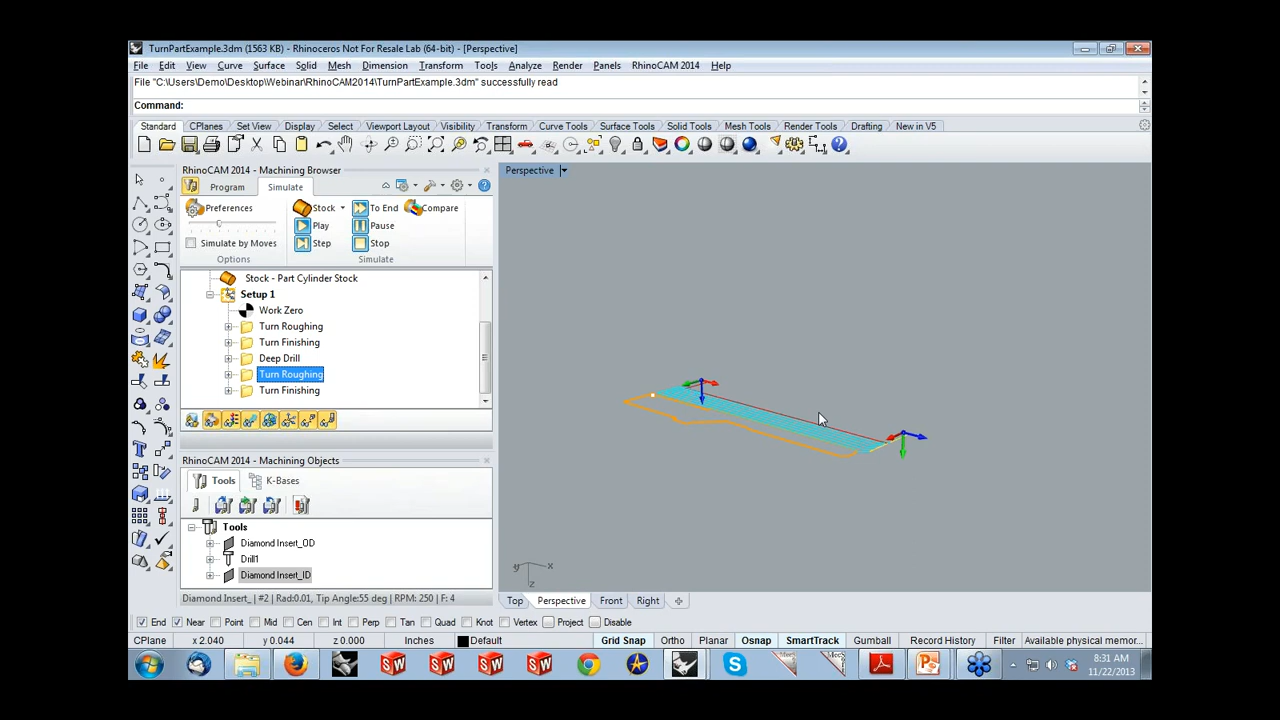 TurnPartExample.3dm (1563 KB) - Rhinoceros Not For Resale Lab (64-bit) - [Perspective]
File Edit View Curve Surface Solid Mesh Dimension Transform Tools Analyze Render Panels RhinoCAM 2014 Help
File "C:\Users\Demo\Desktop\Webinar\RhinoCAM2014\TurnPartExample.3dm" successfully read
Command:
Standard CPlanes Set View Display Select Viewport Layout Visibility Transform Curve Tools Surface Tools Solid Tools Mesh Tools Render Tools Drafting New in V5
RhinoCAM 2014 - Machining Browser
Perspective
Program Simulate
Preferences Stock To End Compare
Play Pause
Simulate by Moves Step Stop
Options Simulate
Stock - Part Cylinder Stock
Setup 1
Work Zero
Turn Roughing
Turn Finishing
Deep Drill
Turn Roughing
Turn Finishing
RhinoCAM 2014 - Machining Objects
Tools K-Bases
Tools
Diamond Insert_OD
Drill1
Diamond Insert_ID
y x
z
Diamond Insert_ | #2 | Rad:0.01, Tip Angle:55 deg | RPM: 250 | F: 4
Top Perspective Front Right
End Near Point Mid Cen Int Perp Tan Quad Knot Vertex Project Disable
CPlane x 2.040 y 0.044 z 0.000 Inches Default Grid Snap Ortho Planar Osnap SmartTrack Gumball Record History Filter Available physical memor...
SW SW SW SW
8:31 AM
11/22/2013